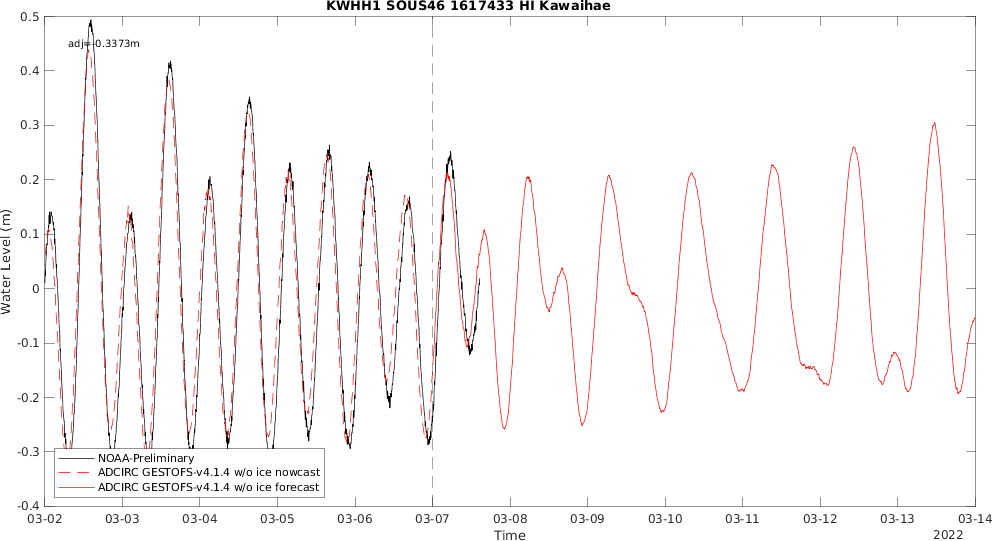 KWHH1 SOUS46 1617433 HI Kawaihae
adj=-0.3373m
Water Level (m)
0.5
0.4
0.3
0.2
0.1
0
-0.1
-0.2
-0.3
-0.4
NOAA-Preliminary
ADCIRC GESTOFS-v4.1.4 w/o ice nowcast
ADCIRC GESTOFS-v4.1.4 w/o ice forecast
03-02 03-03 03-04 03-05 03-06 03-07 03-08 03-09 03-10 03-11 03-12 03-13 03-14
Time
2022